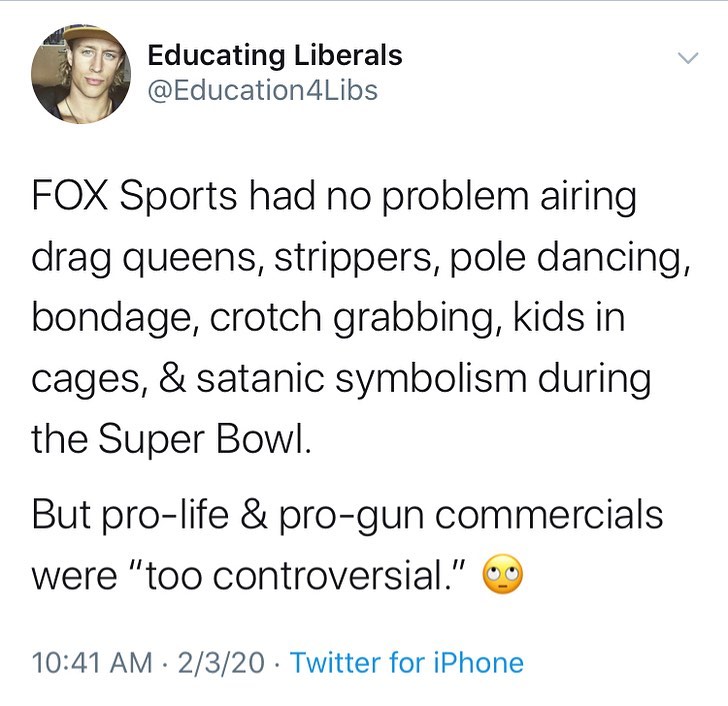 Educating Liberals
@Education4Libs
FOX Sports had no problem airing
drag queens, strippers, pole dancing,
bondage, crotch grabbing, kids in
cages, & satanic symbolism during
the Super Bowl.
But pro-life & pro-gun commercials
were “too controversial.” 🙄
10:41 AM · 2/3/20 · Twitter for iPhone